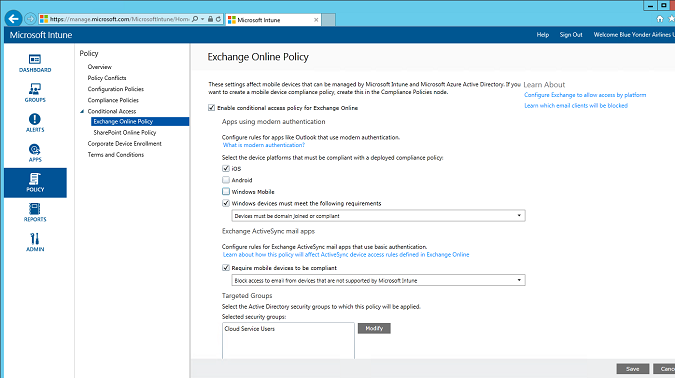 https://manage.microsoft.com/MicrosoftIntune/Hom
Microsoft Intune
Microsoft Intune
Help
Sign Out
Welcome Blue Yonder Airlines U
DASHBOARD
GROUPS
ALERTS
APPS
POLICY
REPORTS
ADMIN
Policy
Overview
Policy Conflicts
Configuration Policies
Compliance Policies
Conditional Access
Exchange Online Policy
SharePoint Online Policy
Corporate Device Enrollment
Terms and Conditions
Exchange Online Policy
These settings affect mobile devices that can be managed by Microsoft Intune and Microsoft Azure Active Directory. If you
want to create a mobile device compliance policy, create this in the Compliance Policies node.
Enable conditional access policy for Exchange Online
Apps using modern authentication
Configure rules for apps like Outlook that use modern authentication.
What is modern authentication?
Select the device platforms that must be compliant with a deployed compliance policy:
iOS
Android
Windows Mobile
Windows devices must meet the following requirements
Devices must be domain joined or compliant
Exchange ActiveSync mail apps
Configure rules for Exchange ActiveSync mail apps that use basic authentication.
Learn about how this policy will affect ActiveSync device access rules defined in Exchange Online
Require mobile devices to be compliant
Block access to email from devices that are not supported by Microsoft Intune
Targeted Groups
Select the Active Directory security groups to which this policy will be applied.
Selected security groups:
Cloud Service Users
Modify
Learn About
Configure Exchange to allow access by platform
Learn which email clients will be blocked
Save
Canc